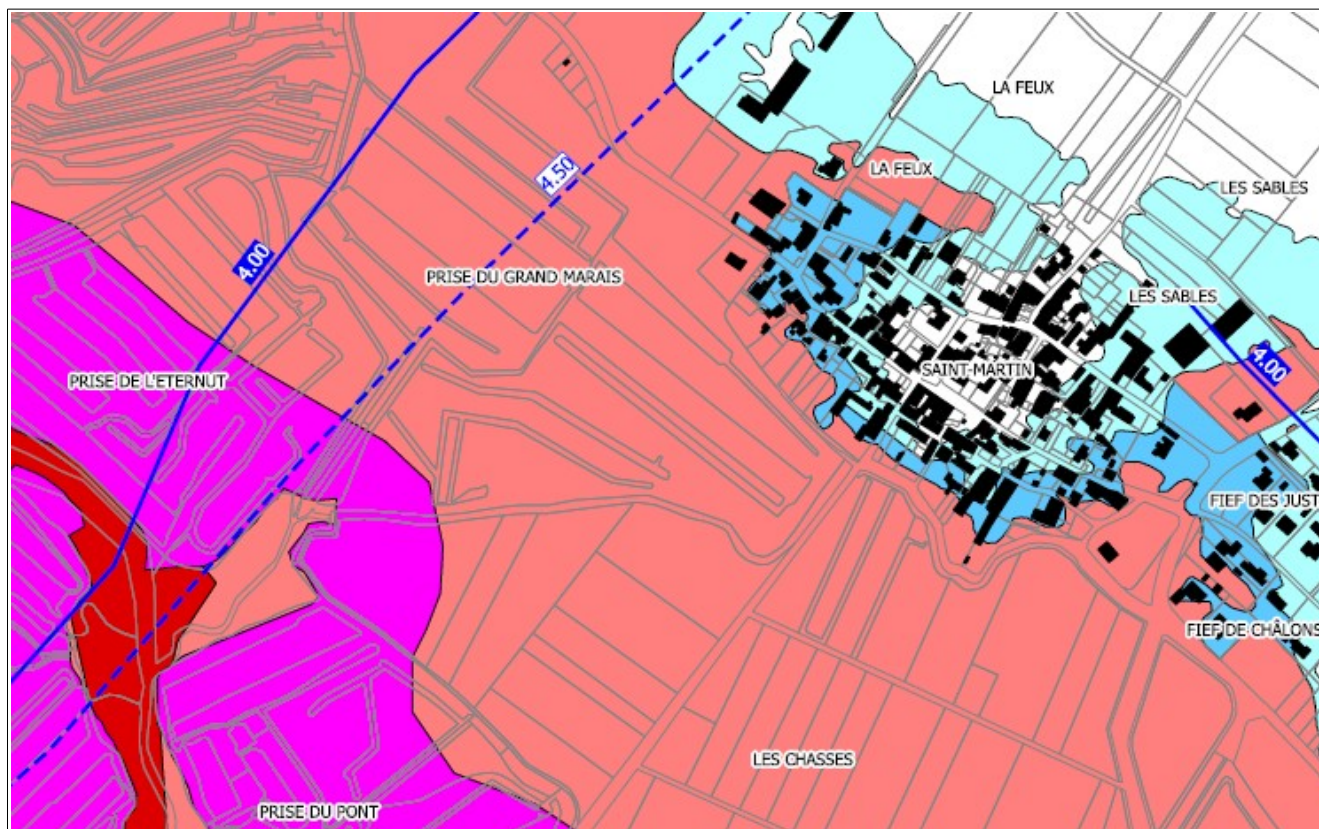 LA FEUX
LA FEUX
4.50
LES SABLES
4.00
PRISE DU GRAND MARAIS
LES SABLES
4.00
SAINT-MARTIN
PRISE DE L'ETERNUT
FIEF DES JUST
FIEF DE CHÂLONS
LES CHASSES
PRISE DU PONT